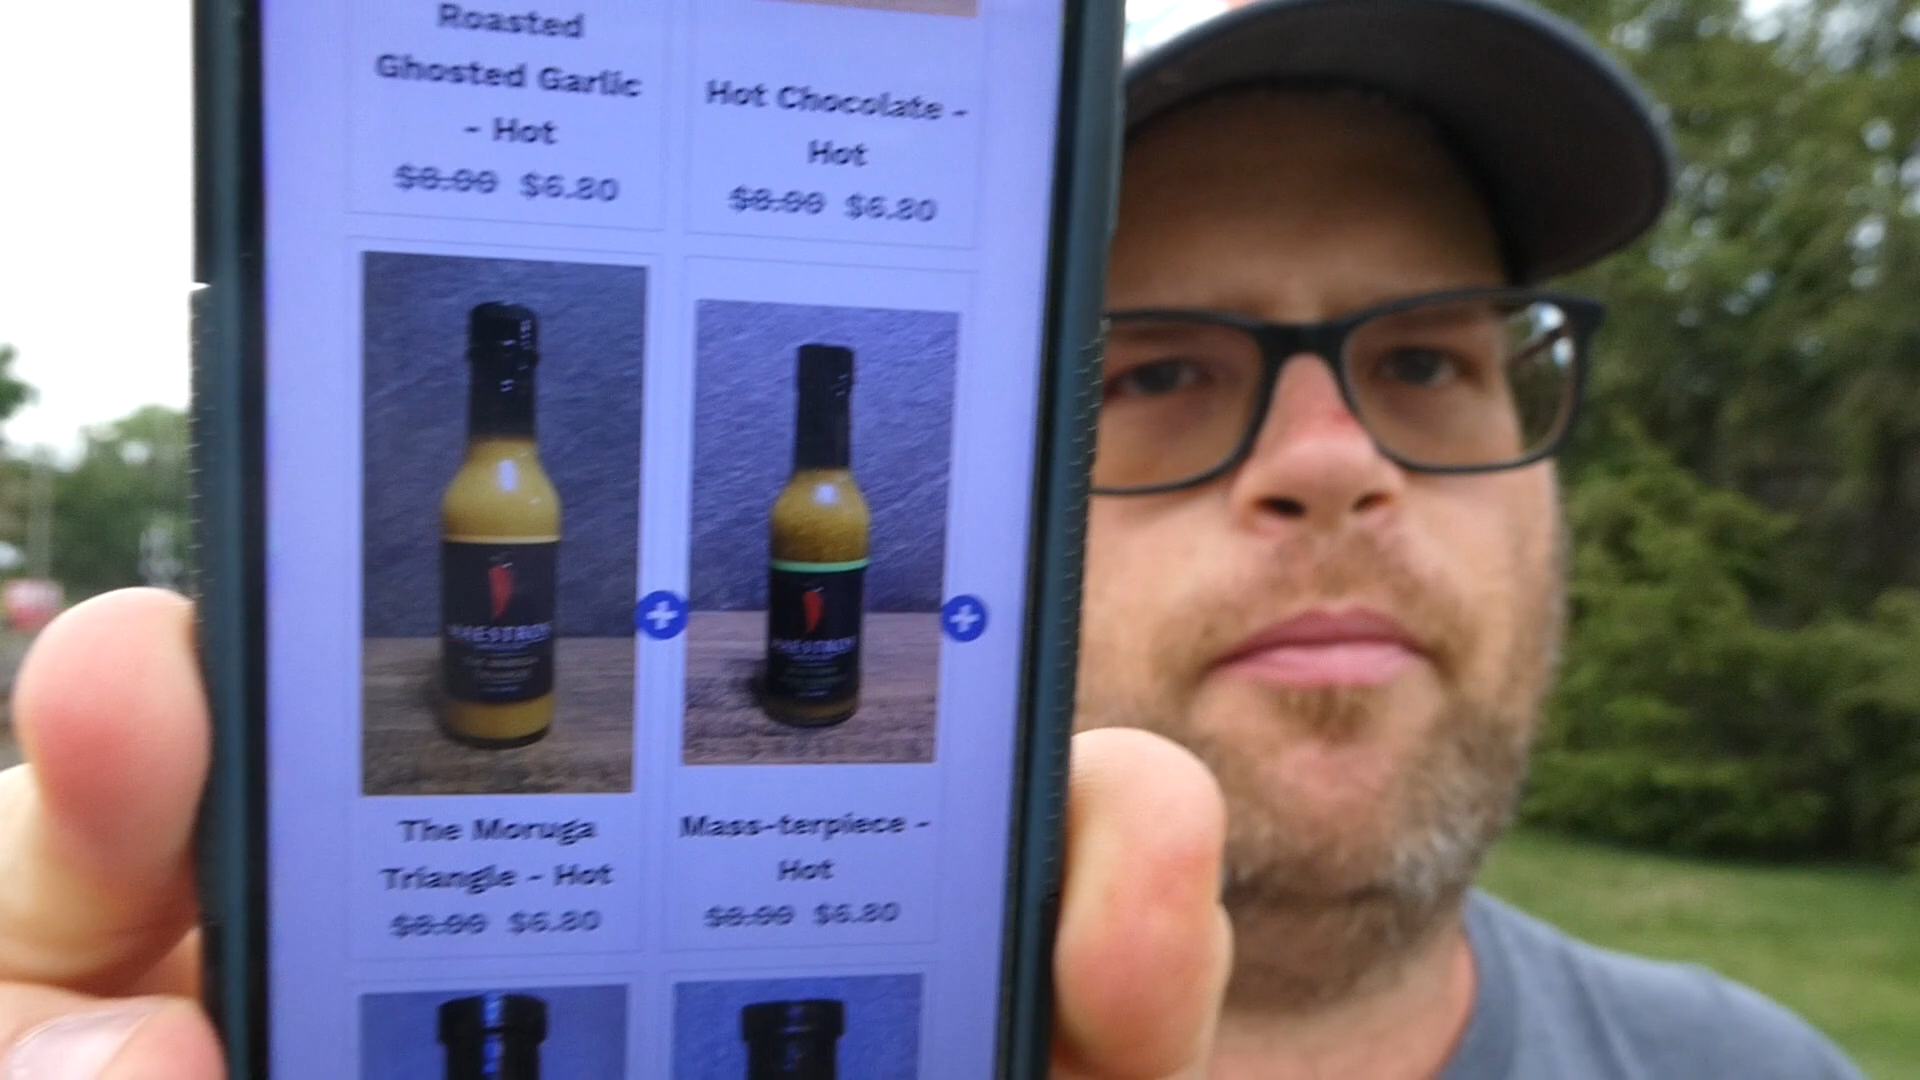 Roasted
Ghosted Garlic
- Hot
$8.99 $6.80
Hot Chocolate -
Hot
$8.99 $6.80
The Moruga
Triangle - Hot
$8.99 $6.80
Mass-terpiece -
Hot
$8.99 $6.80